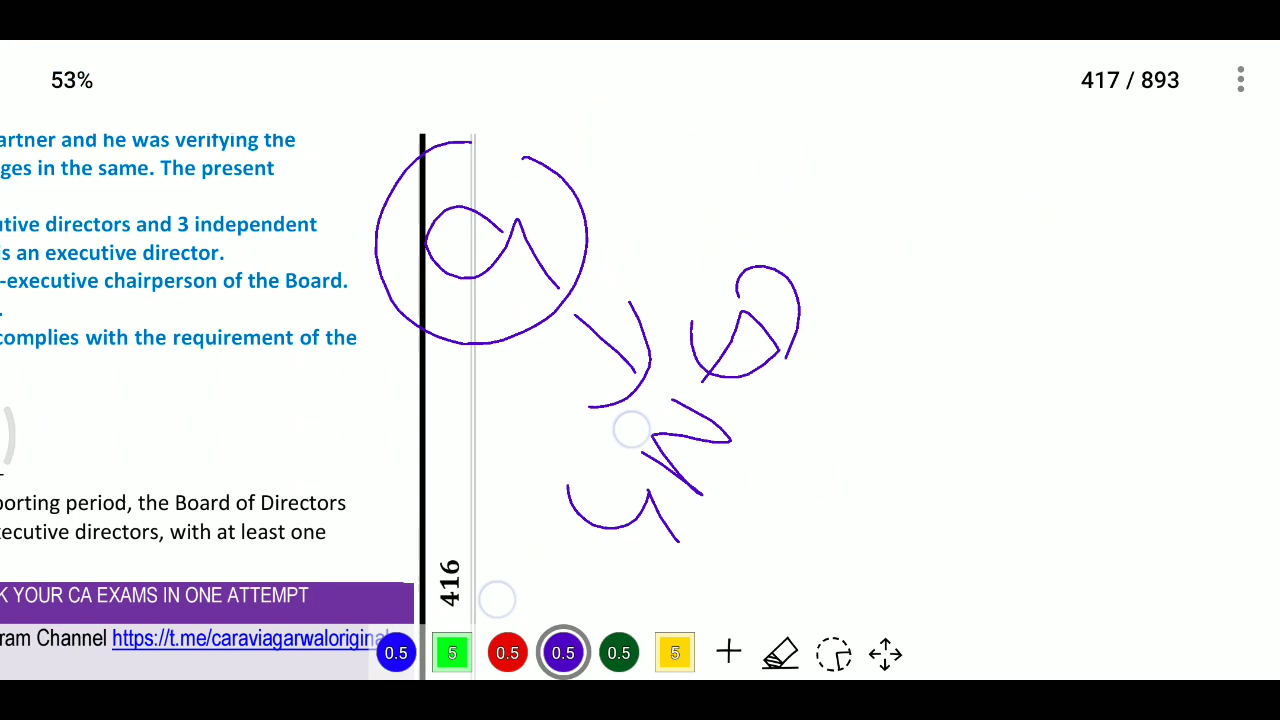 53%
417 / 893
artner and he was verifying the
ges in the same. The present
utive directors and 3 independent
is an executive director.
-executive chairperson of the Board.
complies with the requirement of the
porting period, the Board of Directors
xecutive directors, with at least one
416
K YOUR CA EXAMS IN ONE ATTEMPT
ram Channel https://t.me/caraviagarwaloriginal
0.5 5 0.5 0.5 0.5 5